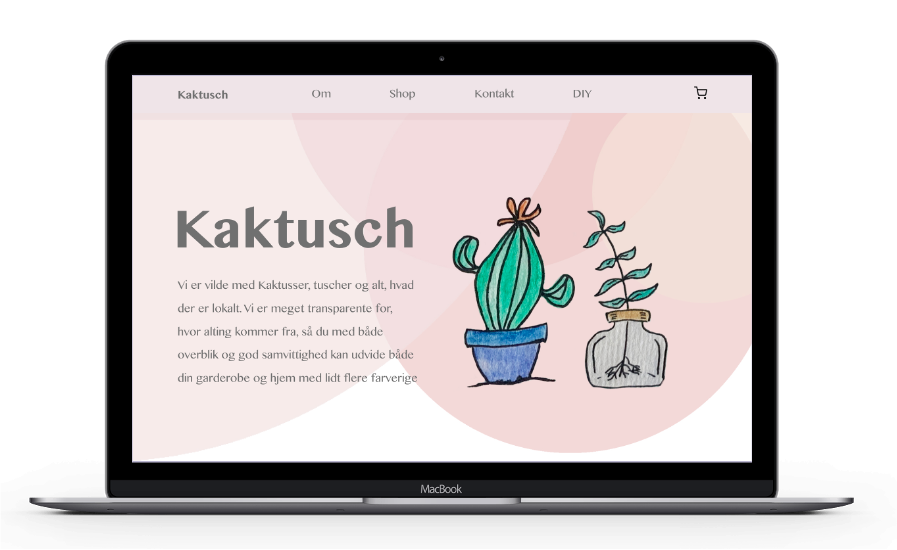 Kaktusch Om Shop Kontakt DIY
Kaktusch
Vi er vilde med Kaktusser, tuscher og alt, hvad
der er lokalt. Vi er meget transparente for,
hvor alting kommer fra, så du med både
overblik og god samvittighed kan udvide både
din garderobe og hjem med lidt flere farverige
MacBook